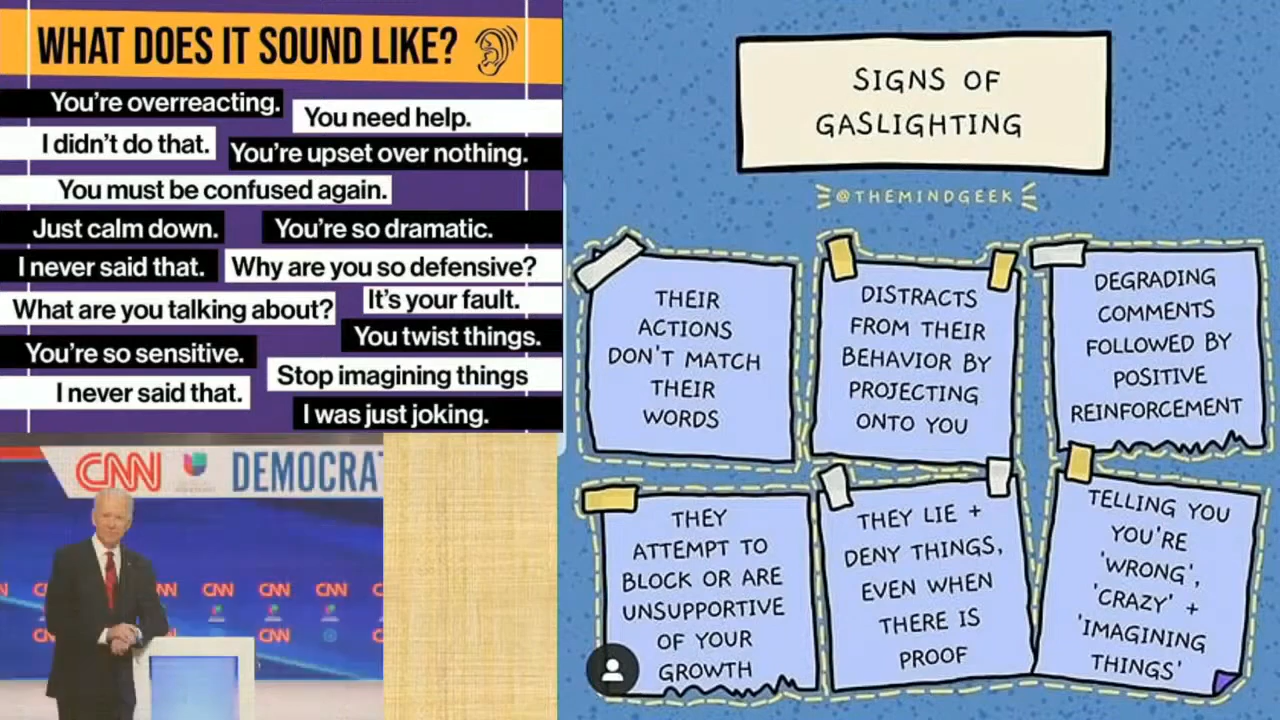 WHAT DOES IT SOUND LIKE?
You're overreacting.
You need help.
I didn't do that.
You're upset over nothing.
You must be confused again.
Just calm down.
You're so dramatic.
I never said that.
Why are you so defensive?
What are you talking about?
It's your fault.
You twist things.
You're so sensitive.
Stop imagining things
I never said that.
I was just joking.
CNN DEMOCRA
CNN CNN CNN CNN
CNN
SIGNS OF
GASLIGHTING
@THEMINDGEEK
THEIR
ACTIONS
DON'T MATCH
THEIR
WORDS
DISTRACTS
FROM THEIR
BEHAVIOR BY
PROJECTING
ONTO YOU
DEGRADING
COMMENTS
FOLLOWED BY
POSITIVE
REINFORCEMENT
THEY
ATTEMPT TO
BLOCK OR ARE
UNSUPPORTIVE
OF YOUR
GROWTH
THEY LIE +
DENY THINGS,
EVEN WHEN
THERE IS
PROOF
TELLING YOU
YOU'RE
'WRONG',
'CRAZY' +
'IMAGINING
THINGS'